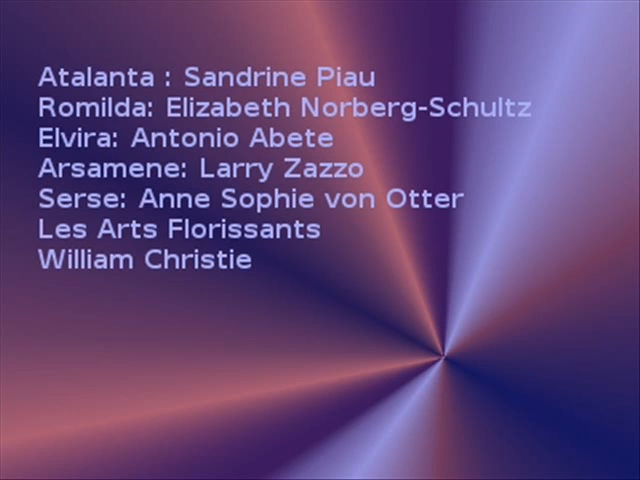 Atalanta : Sandrine Piau
Romilda: Elizabeth Norberg-Schultz
Elvira: Antonio Abete
Arsamene: Larry Zazzo
Serse: Anne Sophie von Otter
Les Arts Florissants
William Christie